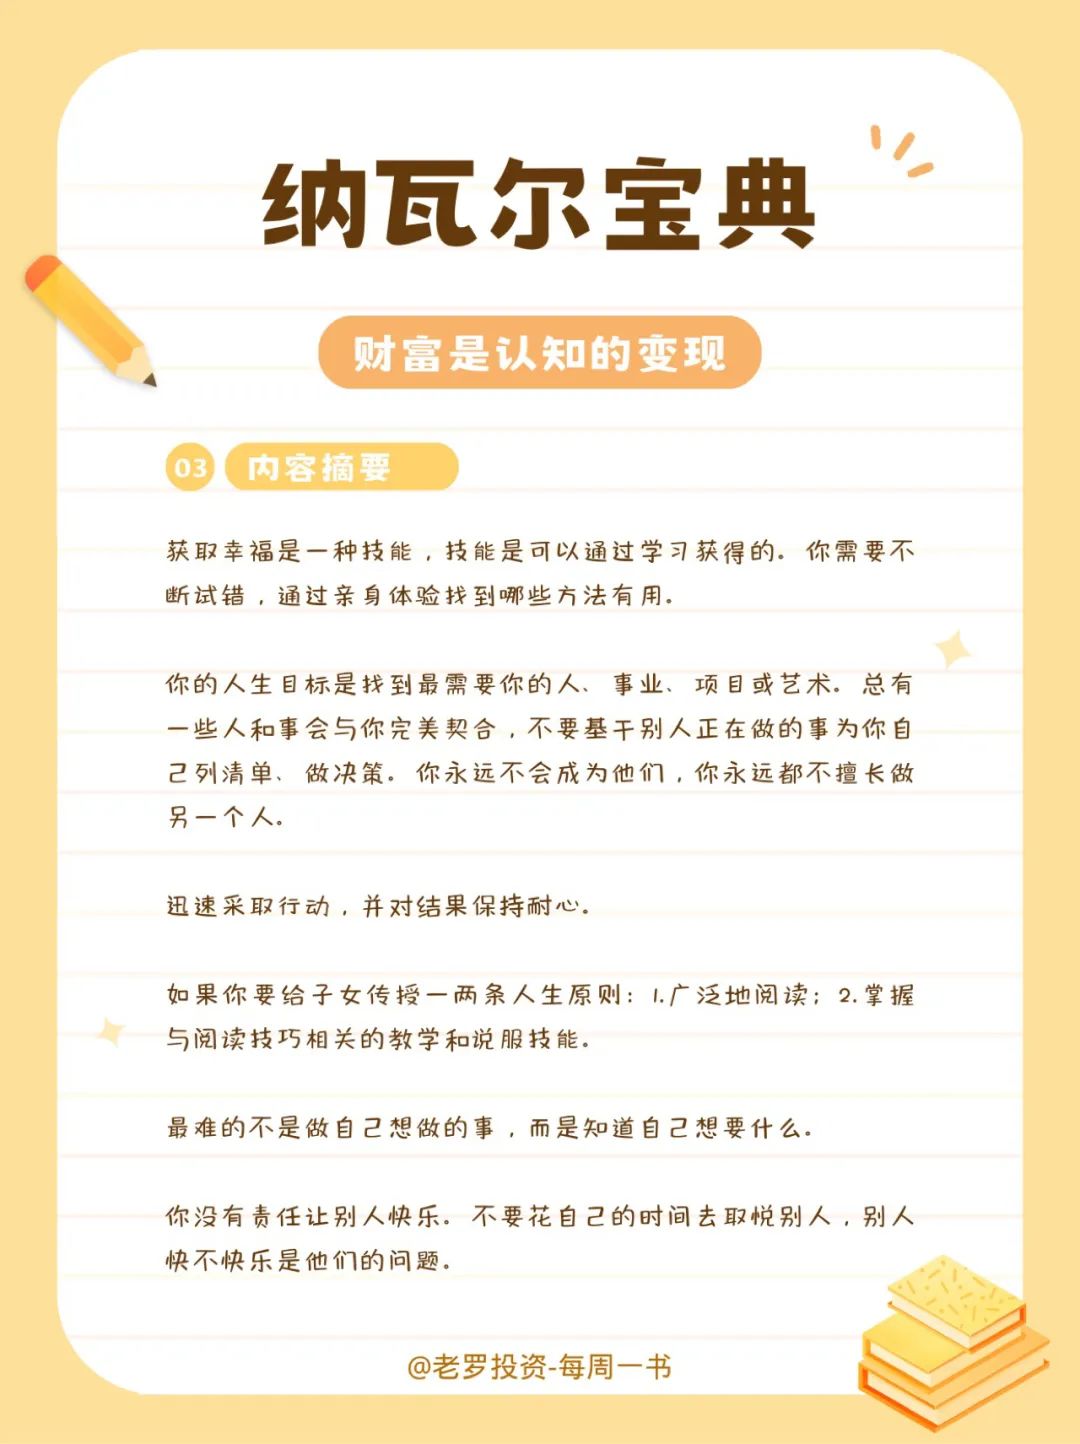 纳瓦尔宝典
财富是认知的变现
03 内容摘要
获取幸福是一种技能，技能是可以通过学习获得的。你需要不
断试错，通过亲身体验找到哪些方法有用。
你的人生目标是找到最需要你的人、事业、项目或艺术。总有
一些人和事会与你完美契合，不要基于别人正在做的事为你自
己列清单、做决策。你永远不会成为他们，你永远都不擅长做
另一个人。
迅速采取行动，并对结果保持耐心。
如果你要给子女传授一两条人生原则：1.广泛地阅读；2.掌握
与阅读技巧相关的教学和说服技能。
最难的不是做自己想做的事，而是知道自己想要什么。
你没有责任让别人快乐。不要花自己的时间去取悦别人，别人
快不快乐是他们的问题。
@老罗投资-每周一书